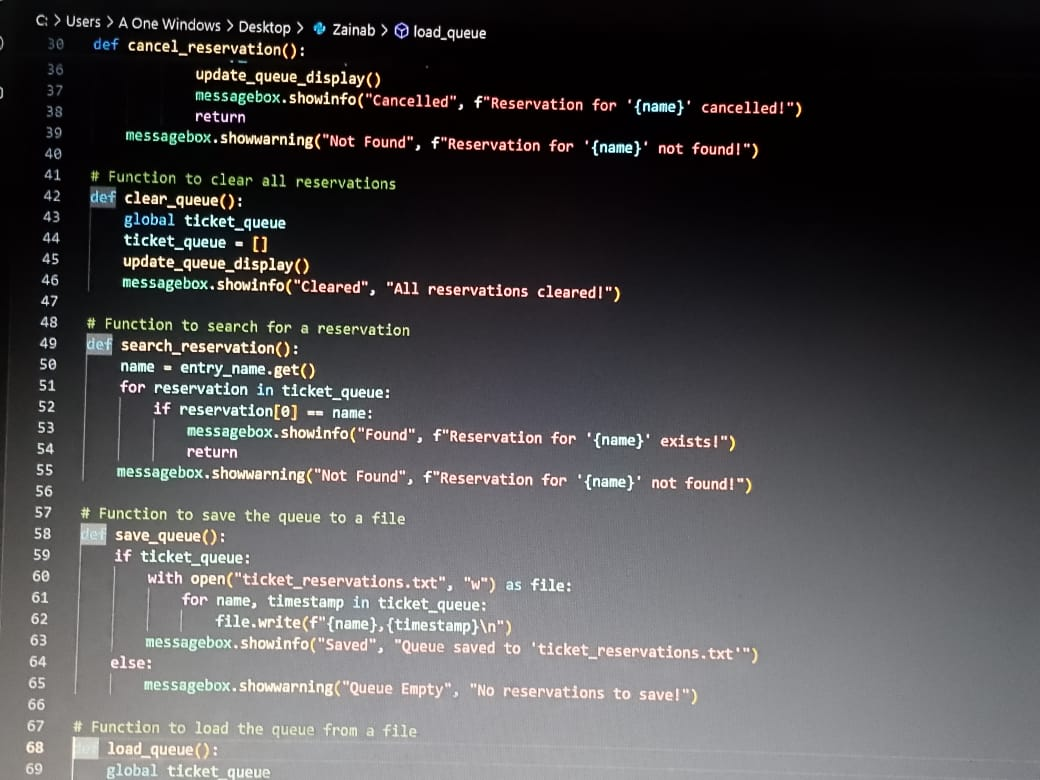 C: > Users > A One Windows > Desktop > Zainab > load_queue
30 def cancel_reservation():
36 update_queue_display()
37 messagebox.showinfo("Cancelled", f"Reservation for '{name}' cancelled!")
38 return
39 messagebox.showwarning("Not Found", f"Reservation for '{name}' not found!")
40
41 # Function to clear all reservations
42 def clear_queue():
43 global ticket_queue
44 ticket_queue = []
45 update_queue_display()
46 messagebox.showinfo("Cleared", "All reservations cleared!")
47
48 # Function to search for a reservation
49 def search_reservation():
50 name = entry_name.get()
51 for reservation in ticket_queue:
52 if reservation[0] == name:
53 messagebox.showinfo("Found", f"Reservation for '{name}' exists!")
54 return
55 messagebox.showwarning("Not Found", f"Reservation for '{name}' not found!")
56
57 # Function to save the queue to a file
58 def save_queue():
59 if ticket_queue:
60 with open("ticket_reservations.txt", "w") as file:
61 for name, timestamp in ticket_queue:
62 file.write(f"{name},{timestamp}\n")
63 messagebox.showinfo("Saved", "Queue saved to 'ticket_reservations.txt'")
64 else:
65 messagebox.showwarning("Queue Empty", "No reservations to save!")
66
67 # Function to load the queue from a file
68 def load_queue():
69 global ticket_queue